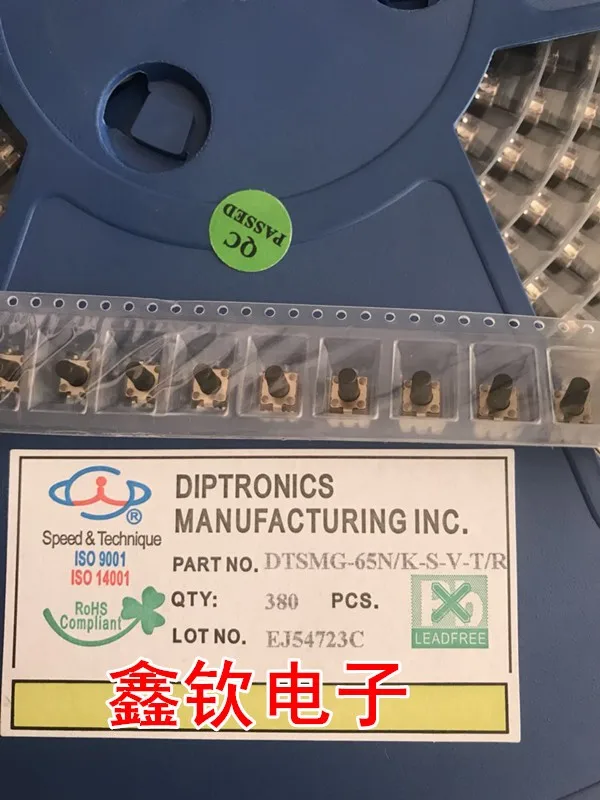 QC
PASSED
DIPTRONICS
MANUFACTURING INC.
®
Speed & Technique
ISO 9001
ISO 14001
RoHS
Compliant
PART NO. DTSMG-65N/K-S-V-T/R
QTY: 380 PCS.
LOT NO. EJ54723C
LEADFREE
鑫钦电子